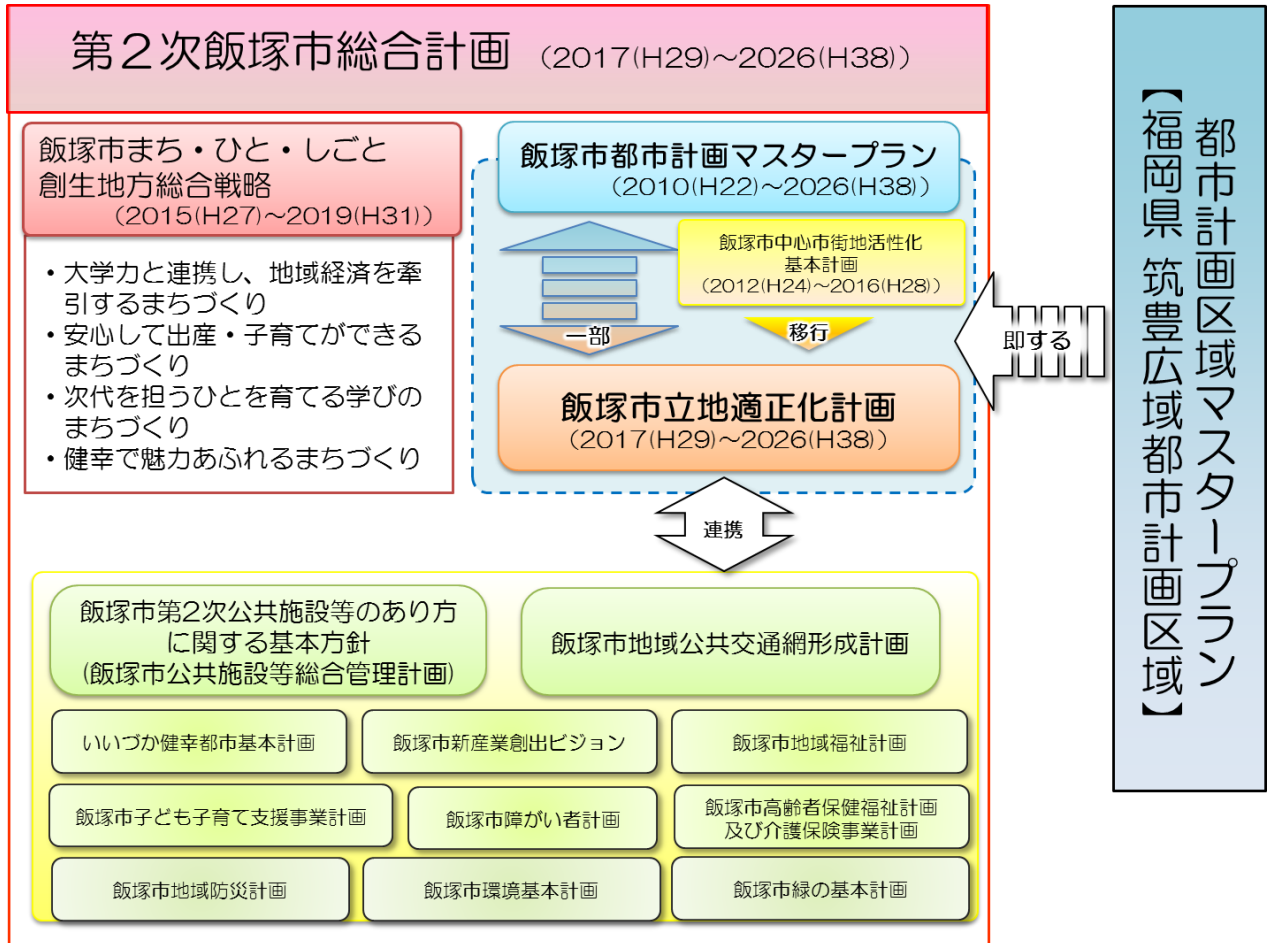 第２次飯塚市総合計画 （2017(H29)～2026(H38)）
飯塚市まち・ひと・しごと
創生地方総合戦略
（2015(H27)～2019(H31)）
・大学力と連携し、地域経済を牽
引するまちづくり
・安心して出産・子育てができる
まちづくり
・次代を担うひとを育てる学びの
まちづくり
・健幸で魅力あふれるまちづくり
飯塚市都市計画マスタープラン
（2010(H22)～2026(H38)）
飯塚市中心市街地活性化
基本計画
（2012(H24)～2016(H28)）
一部
移行
飯塚市立地適正化計画
（2017(H29)～2026(H38)）
即する
都市計画区域マスタープラン
【福岡県 筑豊広域都市計画区域】
連携
飯塚市第2次公共施設等のあり方
に関する基本方針
(飯塚市公共施設等総合管理計画)
飯塚市地域公共交通網形成計画
いいづか健幸都市基本計画
飯塚市新産業創出ビジョン
飯塚市地域福祉計画
飯塚市子ども子育て支援事業計画
飯塚市障がい者計画
飯塚市高齢者保健福祉計画
及び介護保険事業計画
飯塚市地域防災計画
飯塚市環境基本計画
飯塚市緑の基本計画